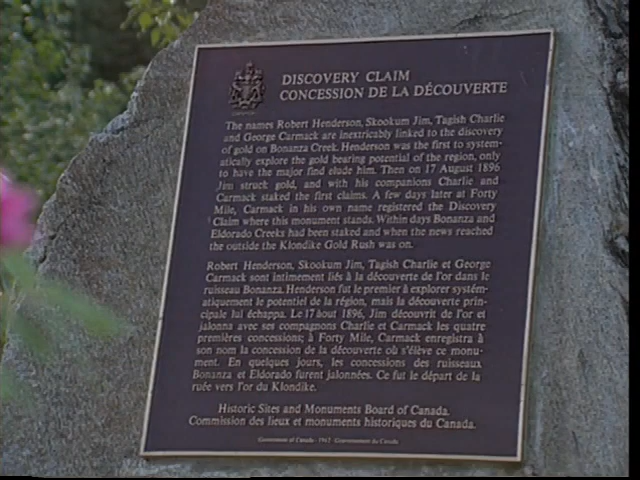 DISCOVERY CLAIM
CONCESSION DE LA DÉCOUVERTE
The names Robert Henderson, Skookum Jim, Tagish Charlie
and George Carmack are inextricably linked to the discovery
of gold on Bonanza Creek. Henderson was the first to system-
atically explore the gold bearing potential of the region, only
to have the major find elude him. Then on 17 August 1896
Jim struck gold, and with his companions Charlie and
Carmack staked the first claims. A few days later at Forty
Mile, Carmack in his own name registered the Discovery
Claim where this monument stands. Within days Bonanza and
Eldorado Creeks had been staked and when the news reached
the outside the Klondike Gold Rush was on.
Robert Henderson, Skookum Jim, Tagish Charlie et George
Carmack sont intimement liés à la découverte de l'or dans le
ruisseau Bonanza. Henderson fut le premier à explorer systém-
atiquement le potentiel de la région, mais la découverte prin-
cipale lui échappa. Le 17 août 1896, Jim découvrit de l'or et
jalonna avec ses compagnons Charlie et Carmack les quatre
premières concessions; à Forty Mile, Carmack enregistra à
son nom la concession de la découverte où s'élève ce monu-
ment. En quelques jours, les concessions des ruisseaux
Bonanza et Eldorado furent jalonnées. Ce fut le départ de la
ruée vers l'or du Klondike.
Historic Sites and Monuments Board of Canada.
Commission des lieux et monuments historiques du Canada.
Government of Canada · Gouvernement du Canada